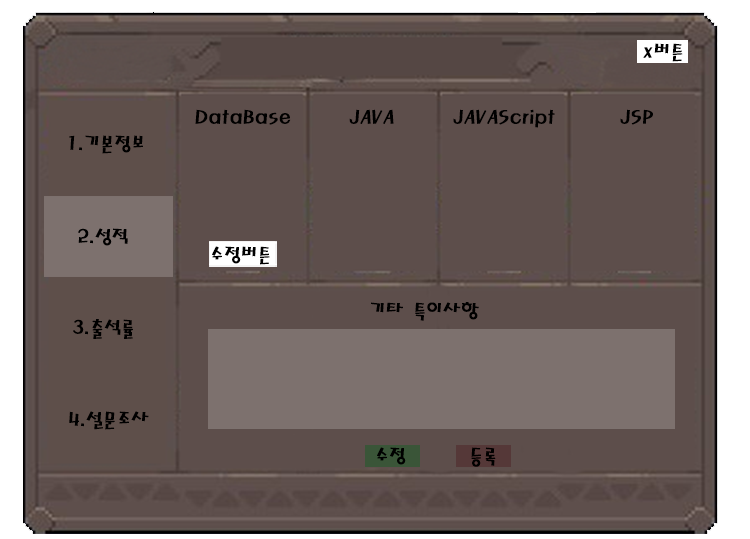 X버튼
DataBase
JAVA
JAVAScript
JSP
1.기본정보
2.성적
수정버튼
기타 특이사항
3.출석률
4.설문조사
수정
등록